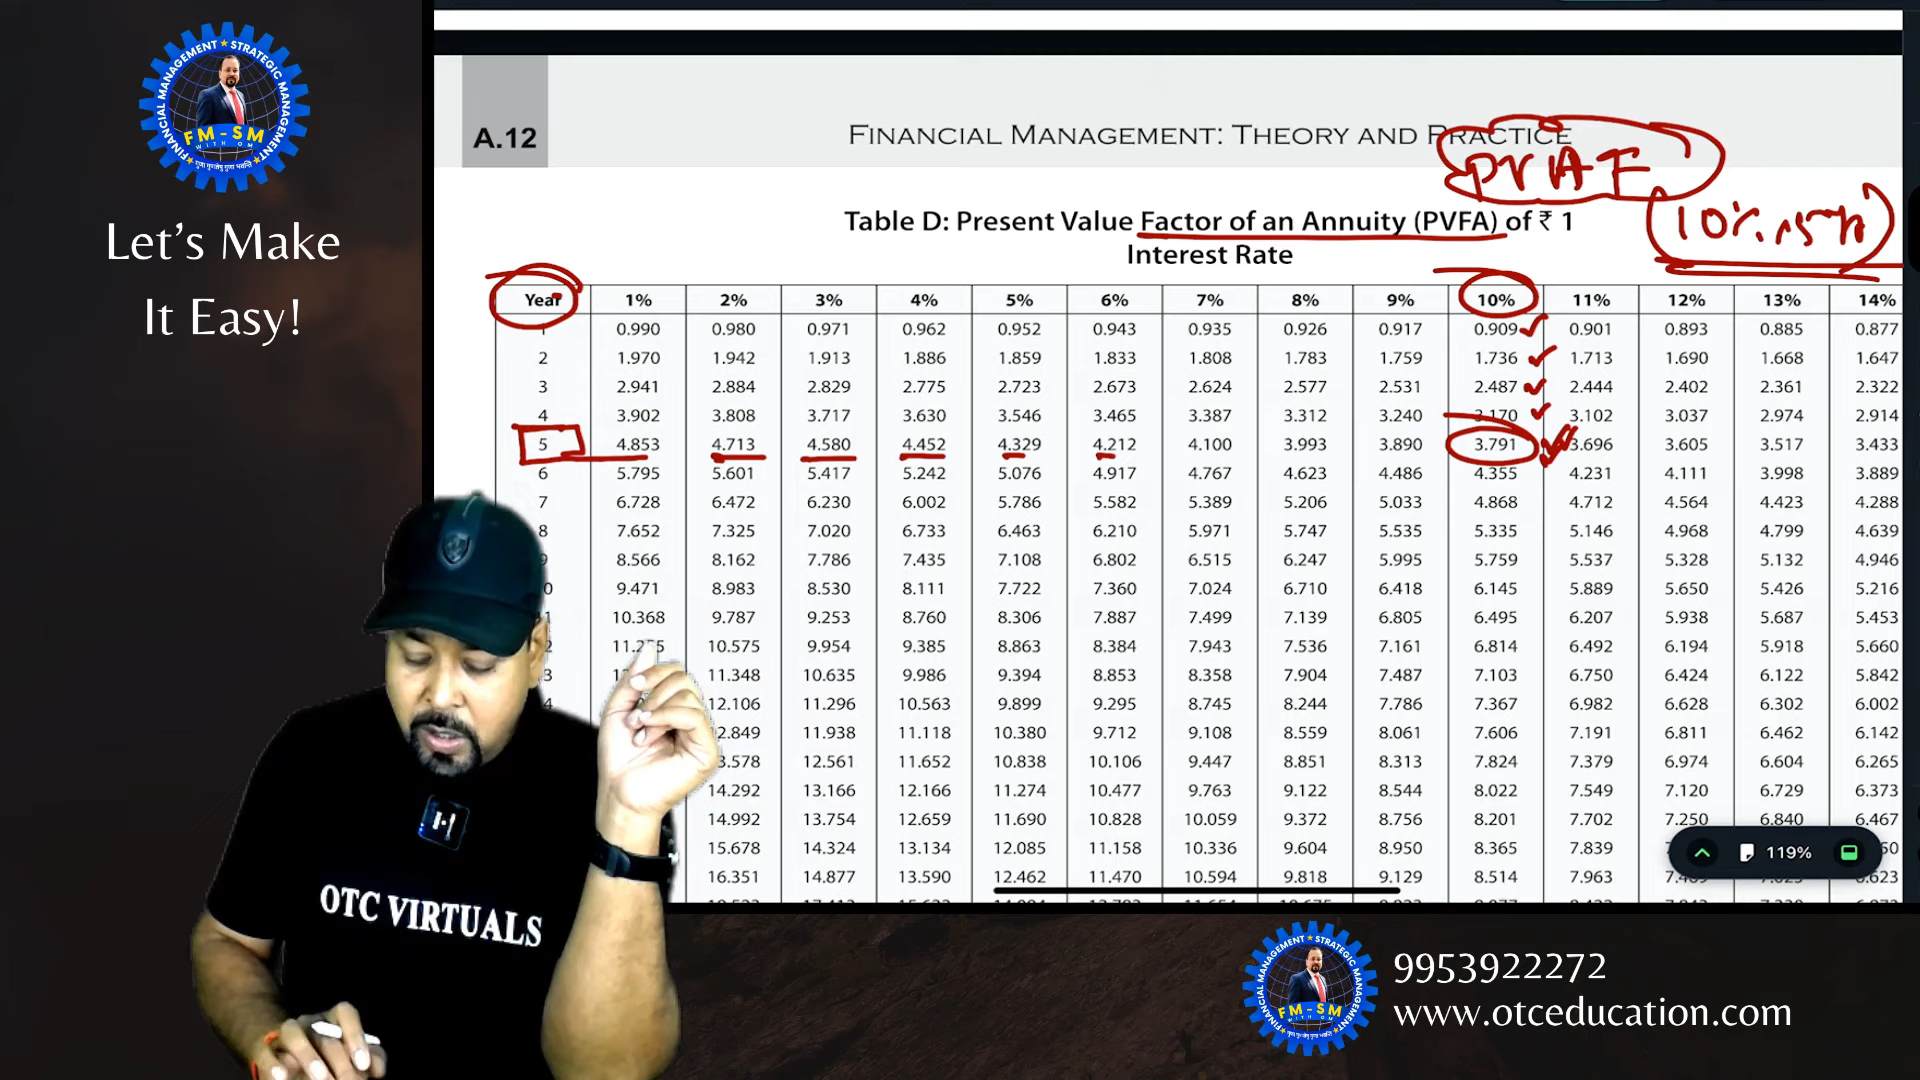 FINANCIAL MANAGEMENT ★ STRATEGIC MANAGEMENT
FM-SM
WITH OM
Let's Make
It Easy!
A.12 FINANCIAL MANAGEMENT: THEORY AND PRACTICE
PVAF
Table D: Present Value Factor of an Annuity (PVFA) of ₹ 1
10%
Interest Rate
Year 1% 2% 3% 4% 5% 6% 7% 8% 9% 10% 11% 12% 13% 14%
1 0.990 0.980 0.971 0.962 0.952 0.943 0.935 0.926 0.917 0.909 0.901 0.893 0.885 0.877
2 1.970 1.942 1.913 1.886 1.859 1.833 1.808 1.783 1.759 1.736 1.713 1.690 1.668 1.647
3 2.941 2.884 2.829 2.775 2.723 2.673 2.624 2.577 2.531 2.487 2.444 2.402 2.361 2.322
4 3.902 3.808 3.717 3.630 3.546 3.465 3.387 3.312 3.240 3.170 3.102 3.037 2.974 2.914
5 4.853 4.713 4.580 4.452 4.329 4.212 4.100 3.993 3.890 3.791 3.696 3.605 3.517 3.433
6 5.795 5.601 5.417 5.242 5.076 4.917 4.767 4.623 4.486 4.355 4.231 4.111 3.998 3.889
7 6.728 6.472 6.230 6.002 5.786 5.582 5.389 5.206 5.033 4.868 4.712 4.564 4.423 4.288
8 7.652 7.325 7.020 6.733 6.463 6.210 5.971 5.747 5.535 5.335 5.146 4.968 4.799 4.639
9 8.566 8.162 7.786 7.435 7.108 6.802 6.515 6.247 5.995 5.759 5.537 5.328 5.132 4.946
0 9.471 8.983 8.530 8.111 7.722 7.360 7.024 6.710 6.418 6.145 5.889 5.650 5.426 5.216
1 10.368 9.787 9.253 8.760 8.306 7.887 7.499 7.139 6.805 6.495 6.207 5.938 5.687 5.453
2 10.575 9.954 9.385 8.863 8.384 7.943 7.536 7.161 6.814 6.492 6.194 5.918 5.660
3 11.348 10.635 9.986 9.394 8.853 8.358 7.904 7.487 7.103 6.750 6.424 6.122 5.842
12.106 11.296 10.563 9.899 9.295 8.745 8.244 7.786 7.367 6.982 6.628 6.302 6.002
2.849 11.938 11.118 10.380 9.712 9.108 8.559 8.061 7.606 7.191 6.811 6.462 6.142
3.578 12.561 11.652 10.838 10.106 9.447 8.851 8.313 7.824 7.379 6.974 6.604 6.265
14.292 13.166 12.166 11.274 10.477 9.763 9.122 8.544 8.022 7.549 7.120 6.729 6.373
14.992 13.754 12.659 11.690 10.828 10.059 9.372 8.756 8.201 7.702 7.250 6.840 6.467
15.678 14.324 13.134 12.085 11.158 10.336 9.604 8.950 8.365 7.839
16.351 14.877 13.590 12.462 11.470 10.594 9.818 9.129 8.514 7.963
119%
OTC VIRTUALS
FINANCIAL MANAGEMENT ★ STRATEGIC MANAGEMENT
FM-SM
WITH OM
9953922272
www.otceducation.com